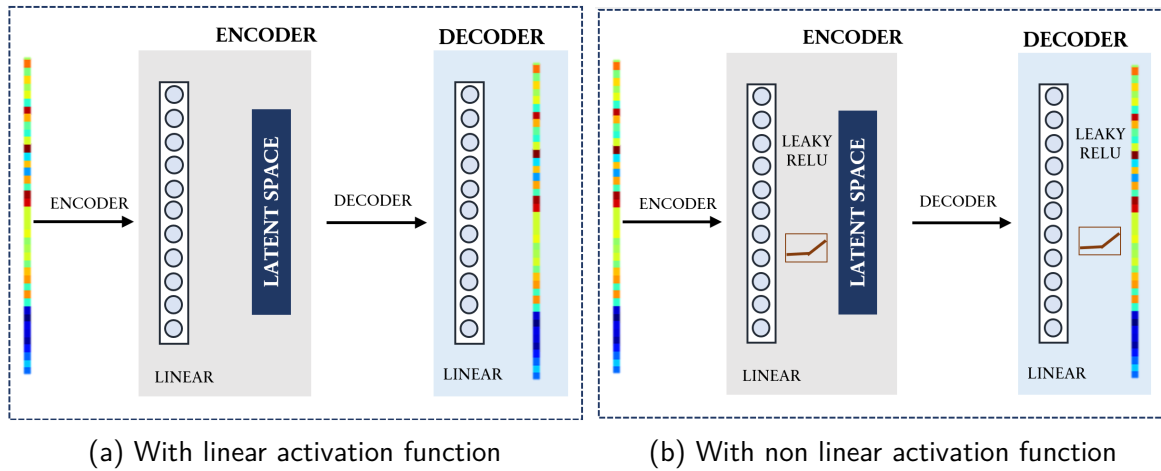 ENCODER
DECODER
ENCODER
LATENT SPACE
DECODER
LINEAR
LINEAR
(a) With linear activation function
ENCODER
DECODER
LEAKY
RELU
LEAKY
RELU
ENCODER
LATENT SPACE
DECODER
LINEAR
LINEAR
(b) With non linear activation function